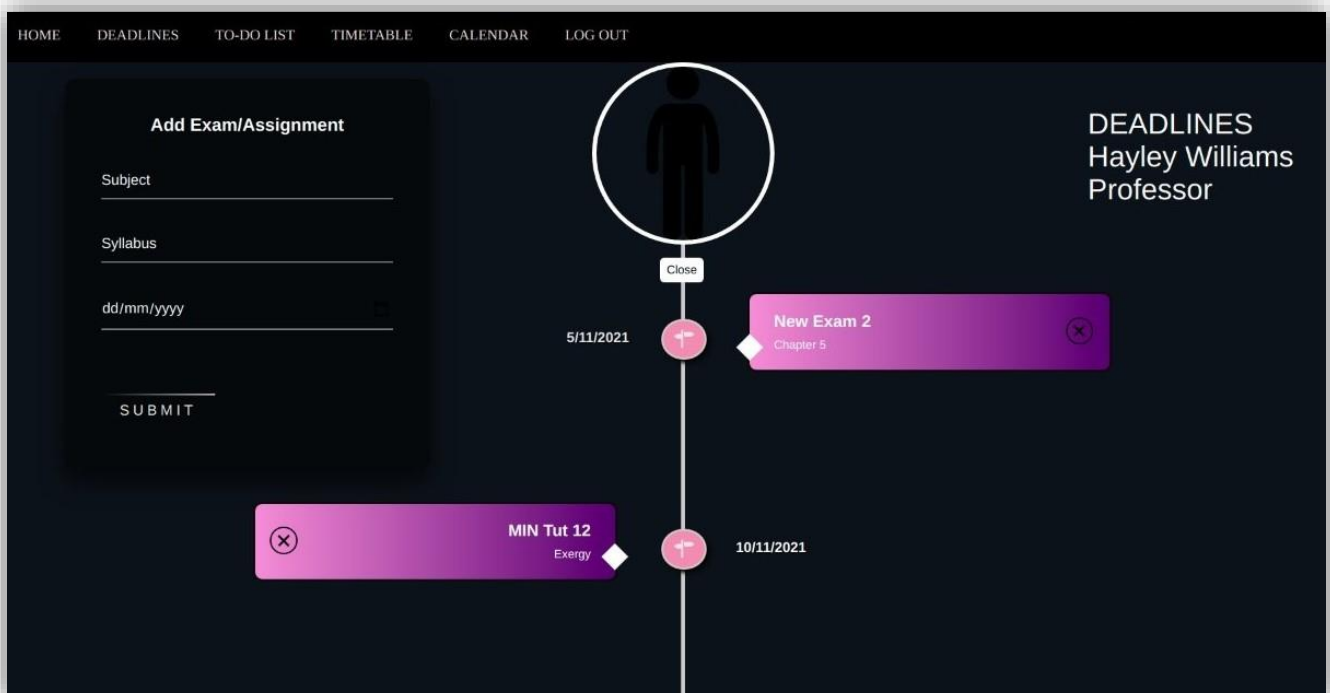 HOME DEADLINES TO-DO LIST TIMETABLE CALENDAR LOG OUT
Add Exam/Assignment
Subject
Syllabus
dd/mm/yyyy
SUBMIT
DEADLINES
Hayley Williams
Professor
Close
5/11/2021
New Exam 2
Chapter 5
MIN Tut 12
Exergy
10/11/2021